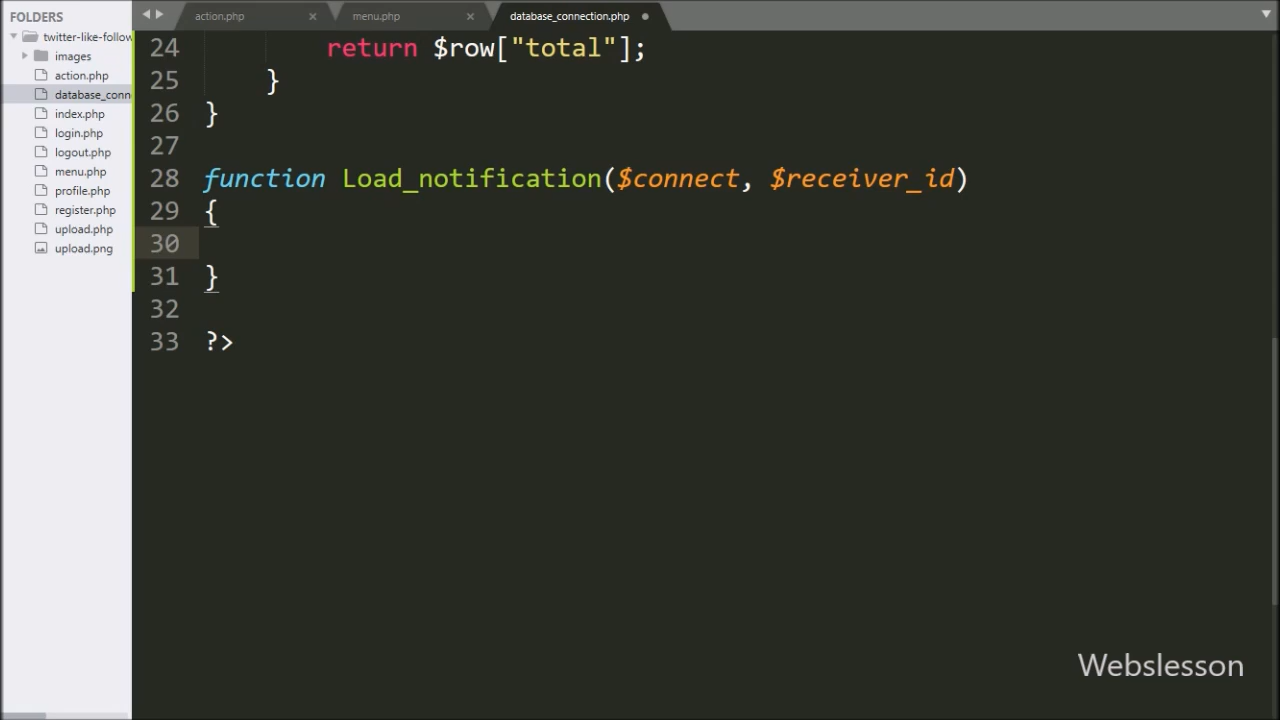 FOLDERS
twitter-like-follow
images
action.php
database_conn
index.php
login.php
logout.php
menu.php
profile.php
register.php
upload.php
upload.png
action.php
menu.php
database_connection.php
24 return $row["total"];
25 }
26 }
27
28 function Load_notification($connect, $receiver_id)
29 {
30
31 }
32
33 ?>
Webslesson